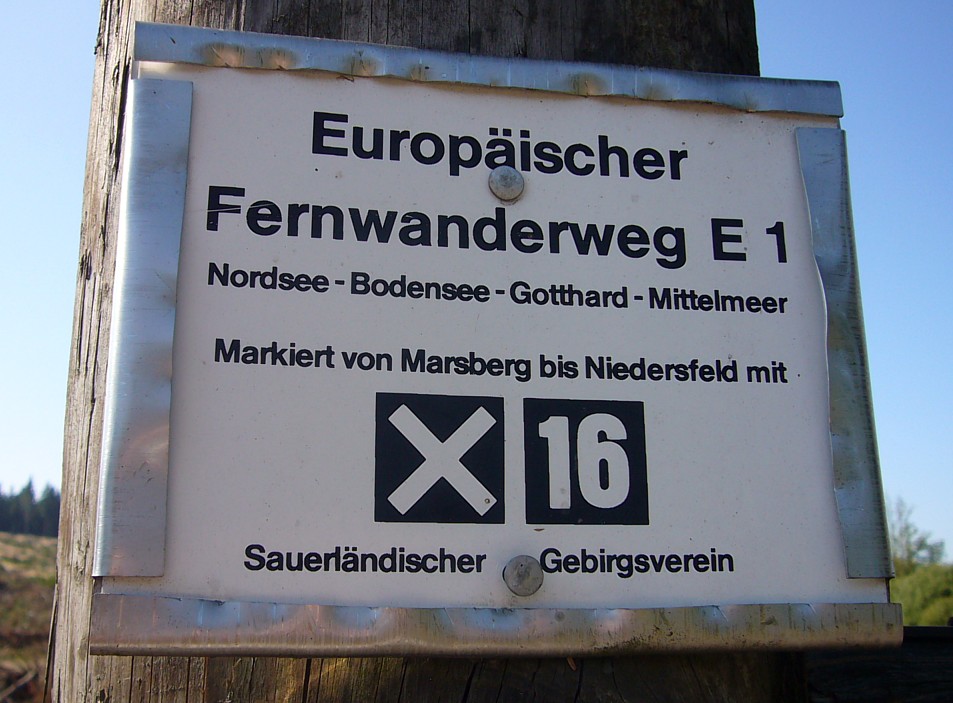 Europäischer
Fernwanderweg E 1
Nordsee - Bodensee - Gotthard - Mittelmeer
Markiert von Marsberg bis Niedersfeld mit
X 16
Sauerländischer Gebirgsverein